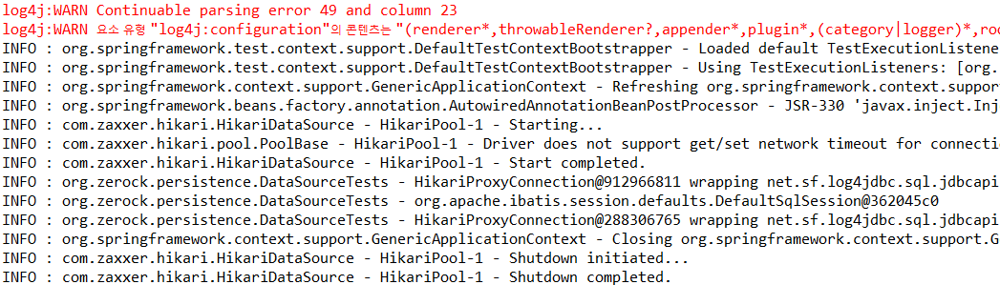 log4j:WARN Continuable parsing error 49 and column 23
log4j:WARN 요소 유형 "log4j:configuration"의 콘텐츠는 "(renderer*,throwableRenderer?,appender*,plugin*,(category|logger)*,roo
INFO : org.springframework.test.context.support.DefaultTestContextBootstrapper - Loaded default TestExecutionListene
INFO : org.springframework.test.context.support.DefaultTestContextBootstrapper - Using TestExecutionListeners: [org.
INFO : org.springframework.context.support.GenericApplicationContext - Refreshing org.springframework.context.suppor
INFO : org.springframework.beans.factory.annotation.AutowiredAnnotationBeanPostProcessor - JSR-330 'javax.inject.Inj
INFO : com.zaxxer.hikari.HikariDataSource - HikariPool-1 - Starting...
INFO : com.zaxxer.hikari.pool.PoolBase - HikariPool-1 - Driver does not support get/set network timeout for connecti
INFO : com.zaxxer.hikari.HikariDataSource - HikariPool-1 - Start completed.
INFO : org.zerock.persistence.DataSourceTests - HikariProxyConnection@912966811 wrapping net.sf.log4jdbc.sql.jdbcapi
INFO : org.zerock.persistence.DataSourceTests - org.apache.ibatis.session.defaults.DefaultSqlSession@362045c0
INFO : org.zerock.persistence.DataSourceTests - HikariProxyConnection@288306765 wrapping net.sf.log4jdbc.sql.jdbcapi
INFO : org.springframework.context.support.GenericApplicationContext - Closing org.springframework.context.support.G
INFO : com.zaxxer.hikari.HikariDataSource - HikariPool-1 - Shutdown initiated...
INFO : com.zaxxer.hikari.HikariDataSource - HikariPool-1 - Shutdown completed.